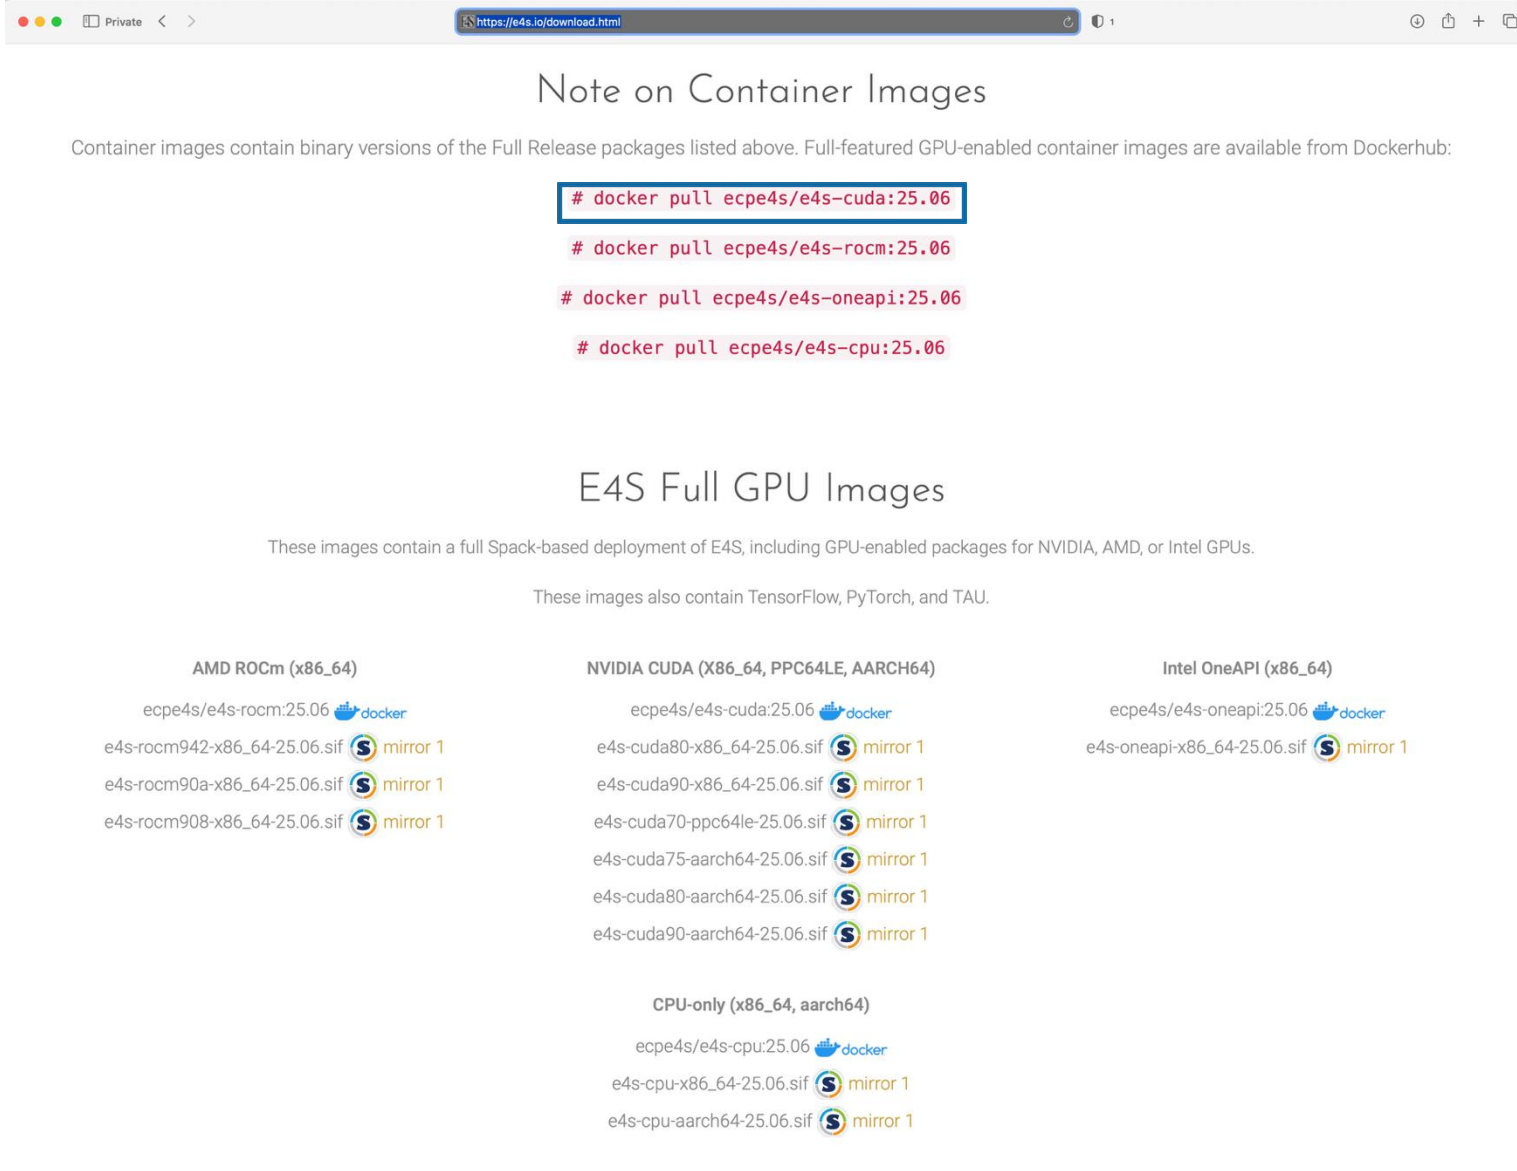 Private
https://e4s.io/download.html
1
Note on Container Images
Container images contain binary versions of the Full Release packages listed above. Full-featured GPU-enabled container images are available from Dockerhub:
# docker pull ecpe4s/e4s-cuda:25.06
# docker pull ecpe4s/e4s-rocm:25.06
# docker pull ecpe4s/e4s-oneapi:25.06
# docker pull ecpe4s/e4s-cpu:25.06
E4S Full GPU Images
These images contain a full Spack-based deployment of E4S, including GPU-enabled packages for NVIDIA, AMD, or Intel GPUs.
These images also contain TensorFlow, PyTorch, and TAU.
AMD ROCm (x86_64)
ecpe4s/e4s-rocm:25.06 docker
e4s-rocm942-x86_64-25.06.sif S mirror 1
e4s-rocm90a-x86_64-25.06.sif S mirror 1
e4s-rocm908-x86_64-25.06.sif S mirror 1
NVIDIA CUDA (X86_64, PPC64LE, AARCH64)
ecpe4s/e4s-cuda:25.06 docker
e4s-cuda80-x86_64-25.06.sif S mirror 1
e4s-cuda90-x86_64-25.06.sif S mirror 1
e4s-cuda70-ppc64le-25.06.sif S mirror 1
e4s-cuda75-aarch64-25.06.sif S mirror 1
e4s-cuda80-aarch64-25.06.sif S mirror 1
e4s-cuda90-aarch64-25.06.sif S mirror 1
Intel OneAPI (x86_64)
ecpe4s/e4s-oneapi:25.06 docker
e4s-oneapi-x86_64-25.06.sif S mirror 1
CPU-only (x86_64, aarch64)
ecpe4s/e4s-cpu:25.06 docker
e4s-cpu-x86_64-25.06.sif S mirror 1
e4s-cpu-aarch64-25.06.sif S mirror 1